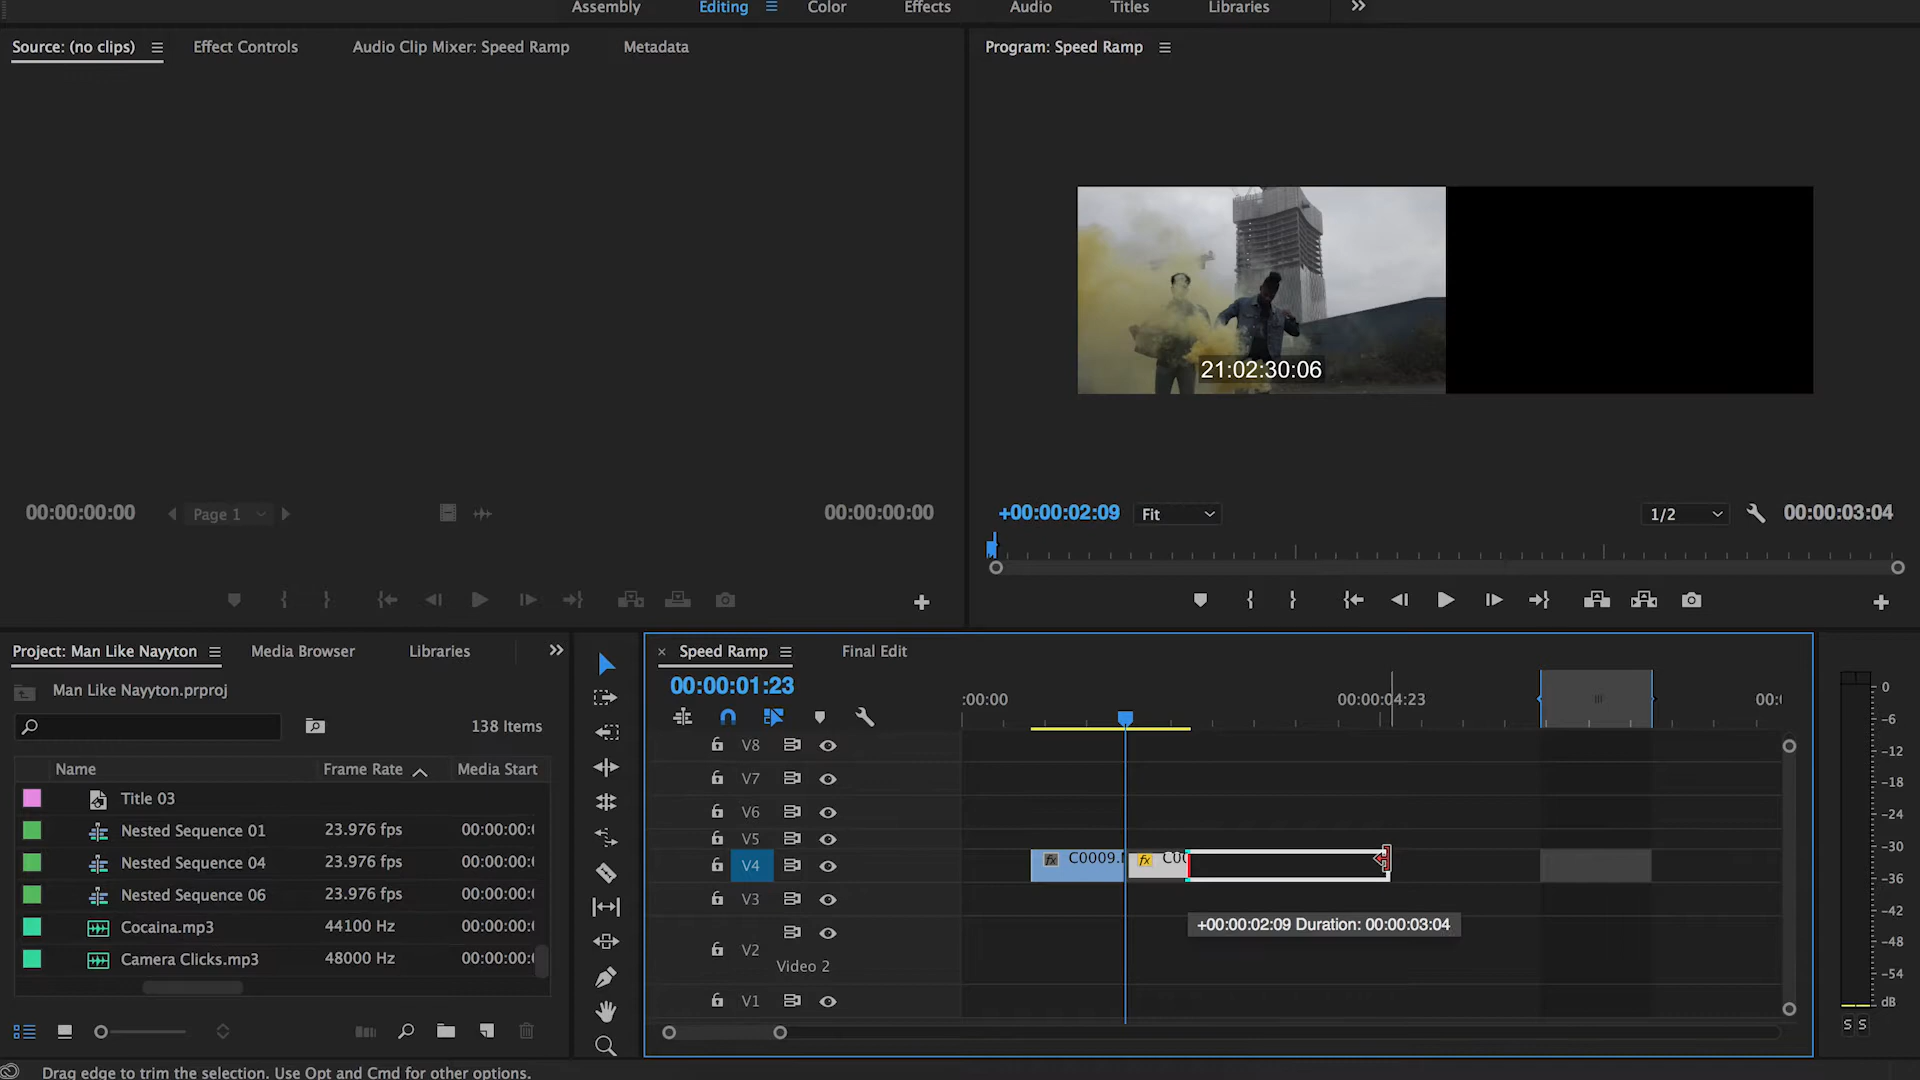 Assembly Editing Color Effects Audio Titles Libraries
Source: (no clips) Effect Controls Audio Clip Mixer: Speed Ramp Metadata
Program: Speed Ramp
21:02:30:06
00:00:00:00 Page 1 00:00:00:00
+00:00:02:09 Fit 1/2 00:00:03:04
Project: Man Like Nayyton Media Browser Libraries
Man Like Nayyton.prproj
138 Items
Name Frame Rate Media Start
Title 03
Nested Sequence 01 23.976 fps 00:00:00:
Nested Sequence 04 23.976 fps 00:00:00:
Nested Sequence 06 23.976 fps 00:00:00:
Cocaina.mp3 44100 Hz 00:00:00:
Camera Clicks.mp3 48000 Hz 00:00:00:
× Speed Ramp Final Edit
00:00:01:23
:00:00 00:00:04:23 00:0
V8
V7
V6
V5
V4 fx C0009. fx C00
V3
+00:00:02:09 Duration: 00:00:03:04
V2
Video 2
V1
0
-6
-12
-18
-24
-30
-36
-42
-48
-54
dB
S S
Drag edge to trim the selection. Use Opt and Cmd for other options.